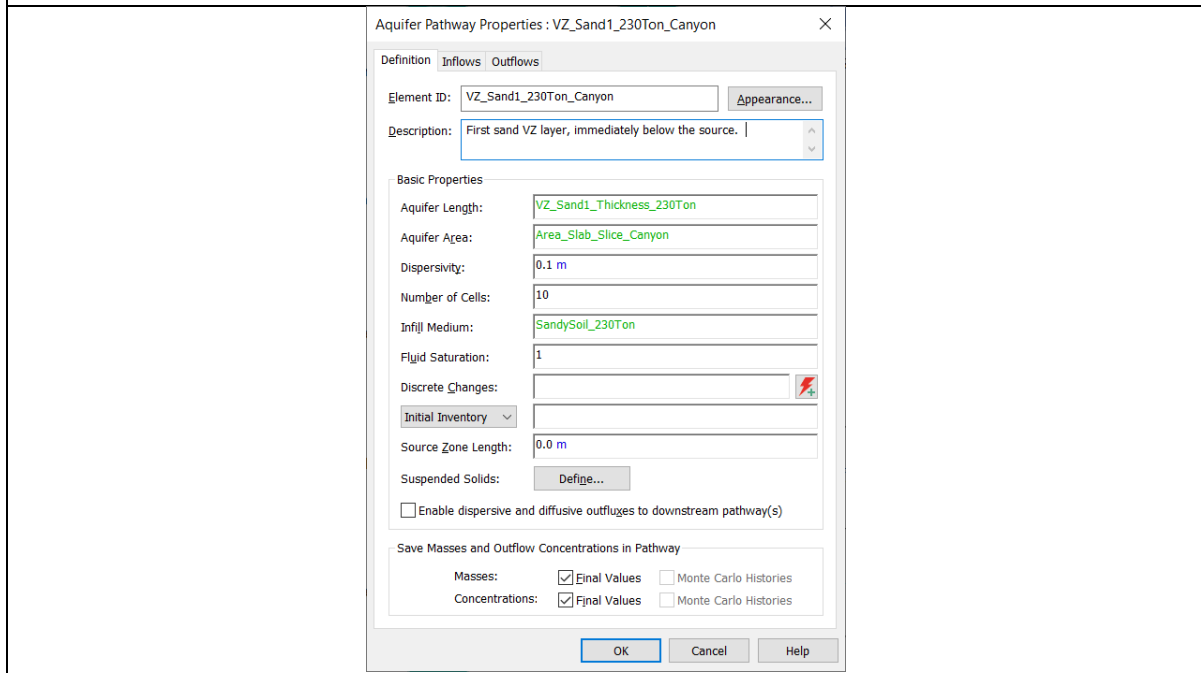 Aquifer Pathway Properties : VZ_Sand1_230Ton_Canyon
Definition Inflows Outflows
Element ID: VZ_Sand1_230Ton_Canyon Appearance...
Description: First sand VZ layer, immediately below the source.
Basic Properties
Aquifer Length: VZ_Sand1_Thickness_230Ton
Aquifer Area: Area_Slab_Slice_Canyon
Dispersivity: 0.1 m
Number of Cells: 10
Infill Medium: SandySoil_230Ton
Fluid Saturation: 1
Discrete Changes:
Initial Inventory
Source Zone Length: 0.0 m
Suspended Solids: Define...
Enable dispersive and diffusive outfluxes to downstream pathway(s)
Save Masses and Outflow Concentrations in Pathway
Masses: Final Values Monte Carlo Histories
Concentrations: Final Values Monte Carlo Histories
OK Cancel Help